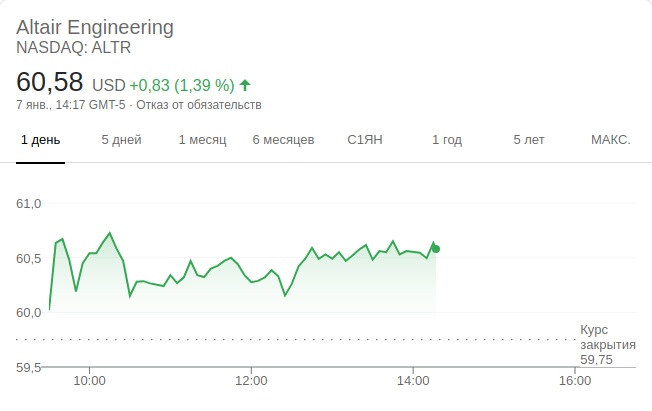 Altair Engineering
NASDAQ: ALTR
60,58 USD +0,83 (1,39 %)
7 янв., 14:17 GMT-5 · Отказ от обязательств
1 день 5 дней 1 месяц 6 месяцев С1ЯН 1 год 5 лет МАКС.
61,0
60,5
60,0
Курс
закрытия
59,75
59,5
10:00 12:00 14:00 16:00